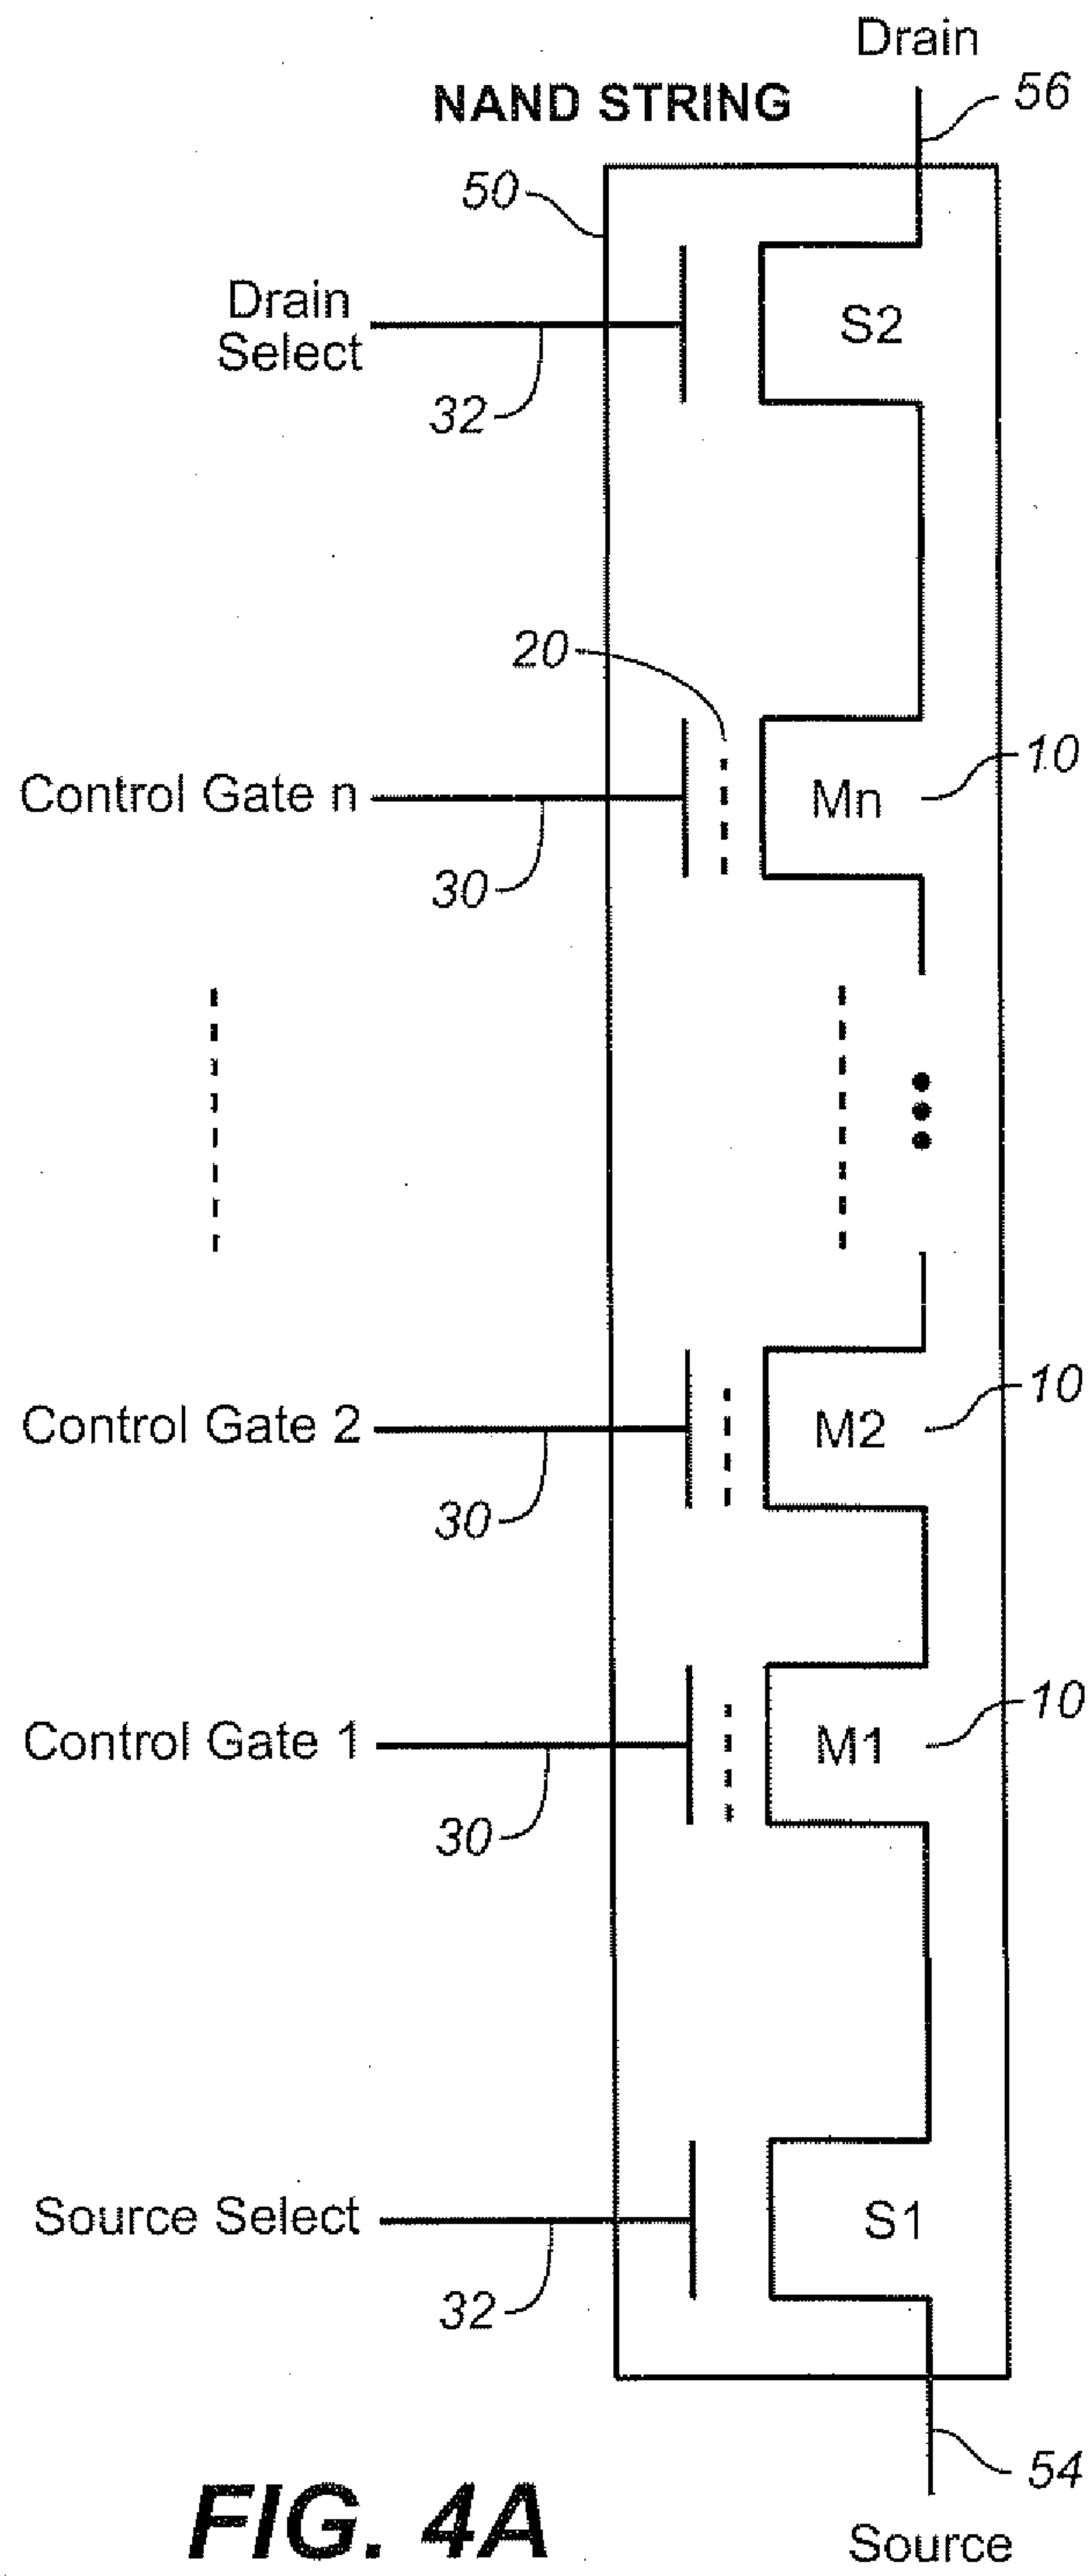 Drain
56
NAND STRING
50
Drain
Select
S2
32
20
Control Gate n
Mn
10
30
Control Gate 2
M2
10
30
Control Gate 1
M1
10
30
Source Select
S1
32
54
FIG. 4A
Source